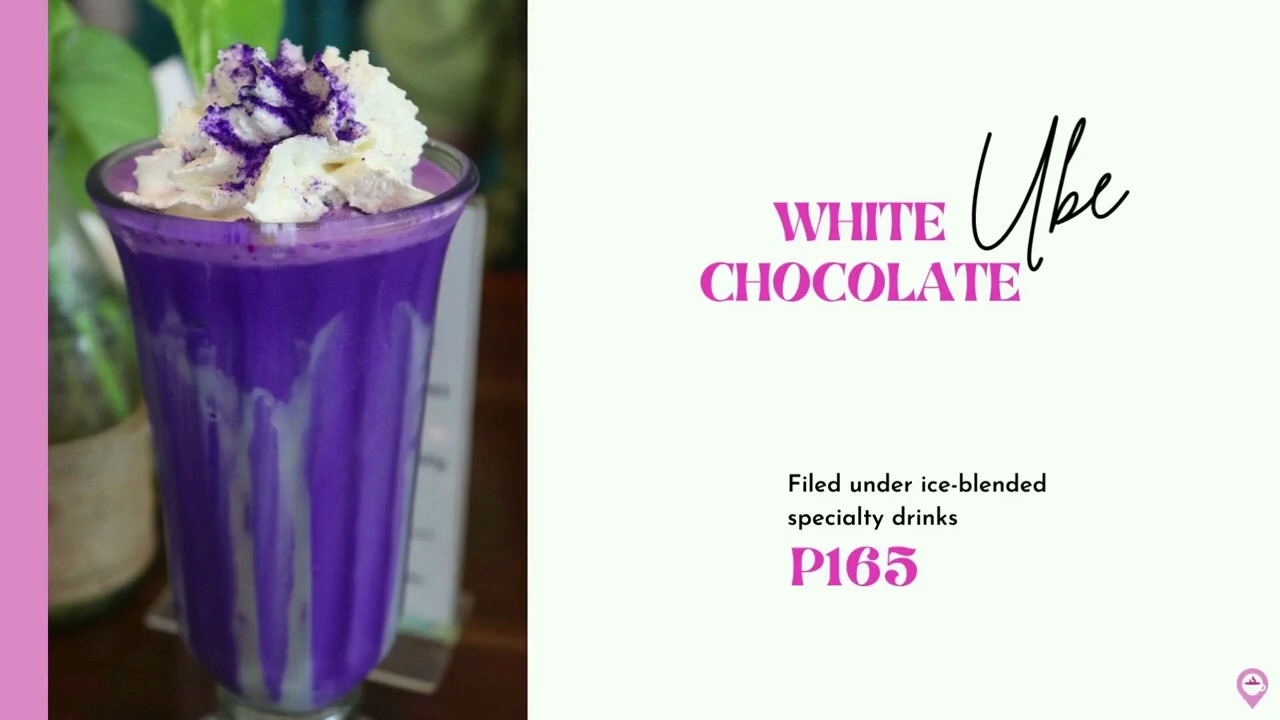 WHITE Ube
CHOCOLATE
Filed under ice-blended
specialty drinks
P165